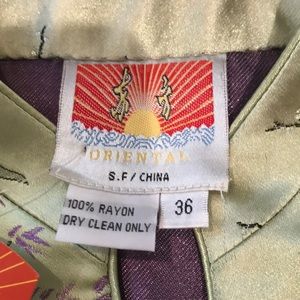 ORIENTAL
S.F/ CHINA
100% RAYON
DRY CLEAN ONLY
36